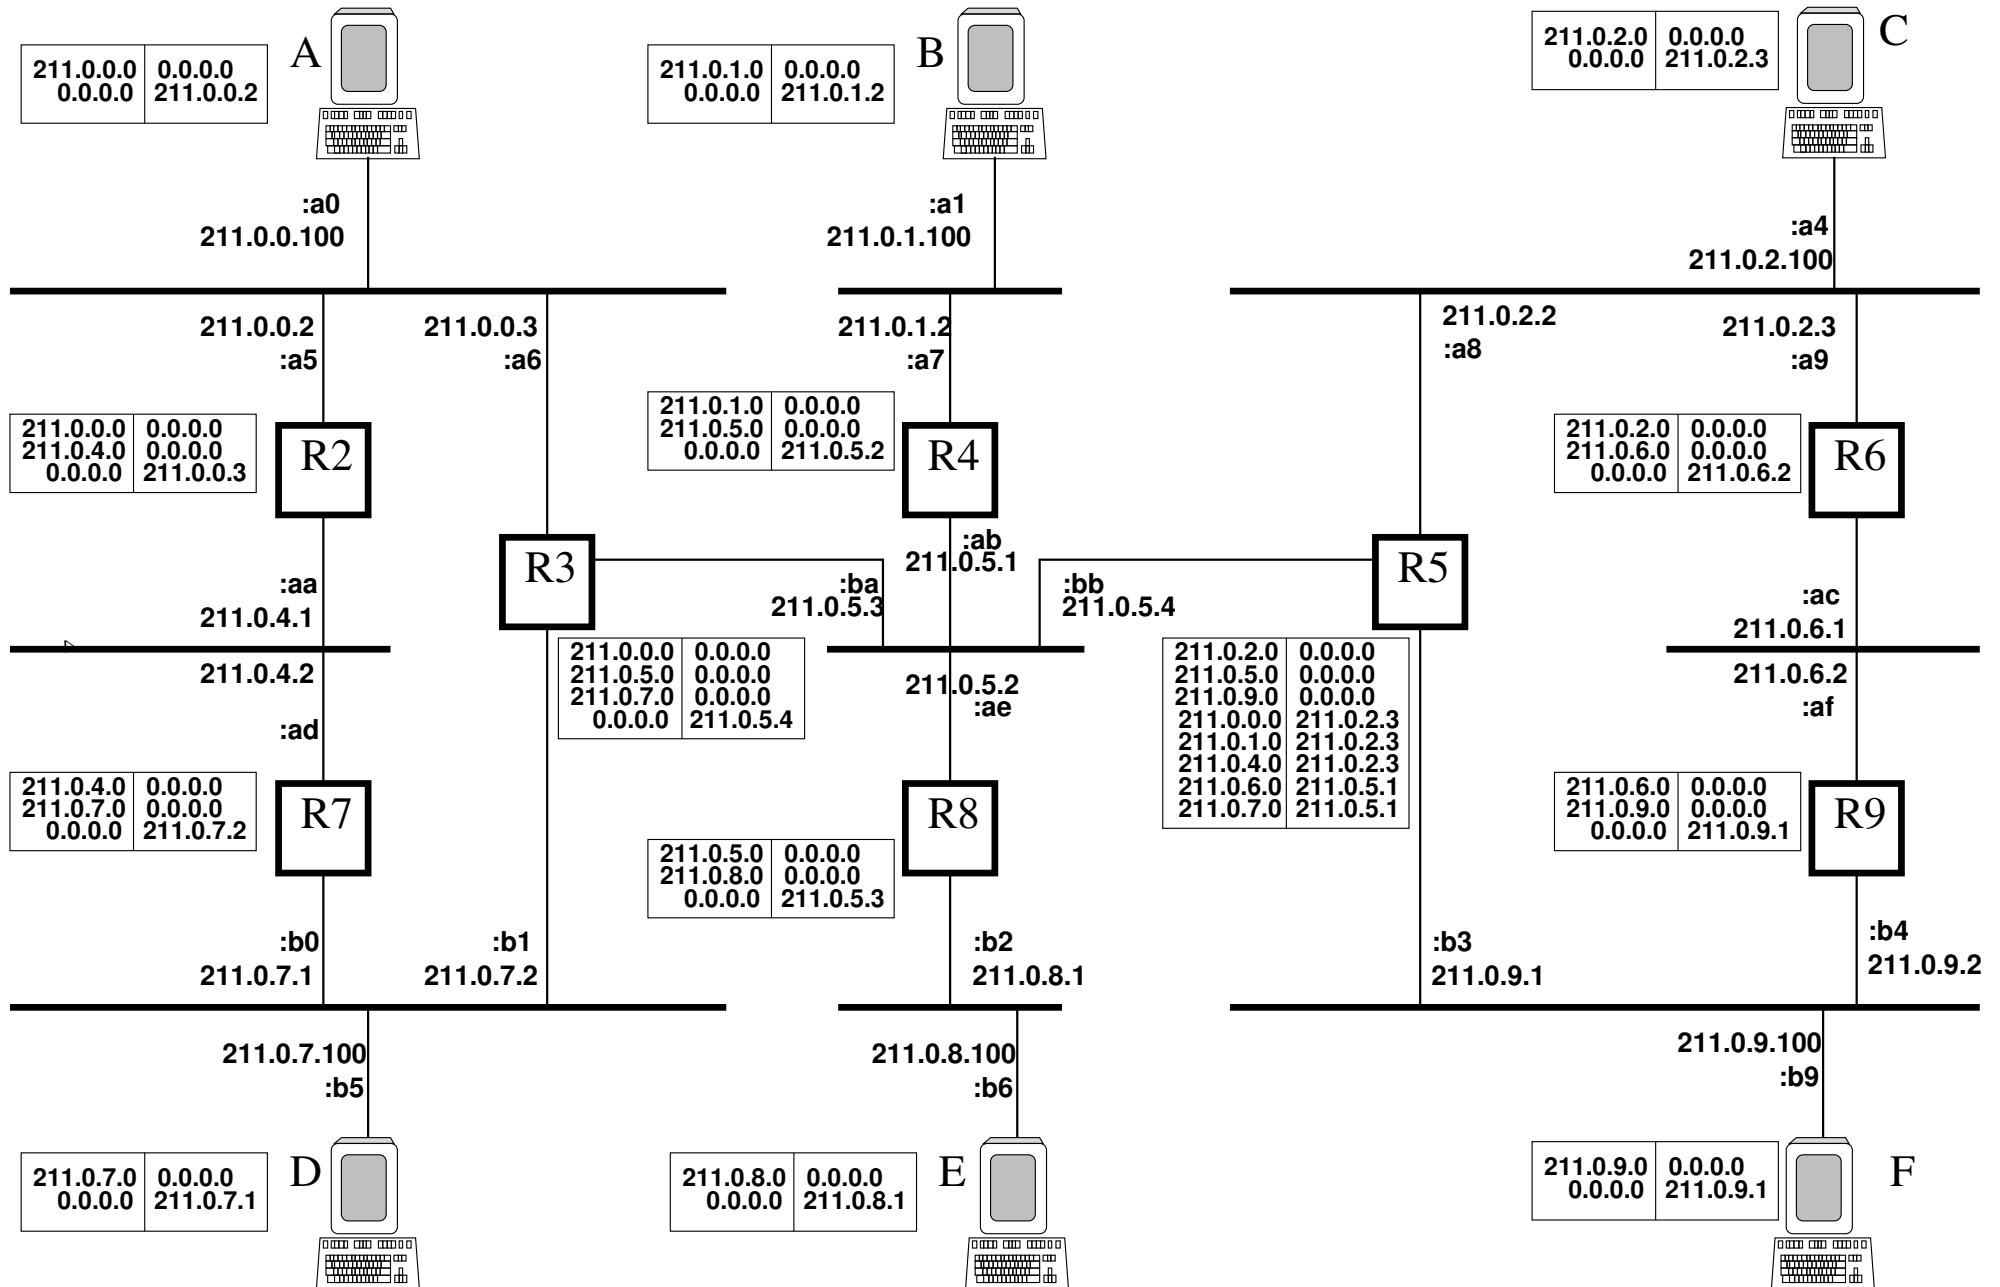 A
211.0.0.0 0.0.0.0
0.0.0.0 211.0.0.2
B
211.0.1.0 0.0.0.0
0.0.0.0 211.0.1.2
C
211.0.2.0 0.0.0.0
0.0.0.0 211.0.2.3
:a0
211.0.0.100
:a1
211.0.1.100
:a4
211.0.2.100
211.0.0.2
:a5
211.0.0.3
:a6
211.0.1.2
:a7
211.0.2.2
:a8
211.0.2.3
:a9
211.0.0.0 0.0.0.0
211.0.4.0 0.0.0.0
0.0.0.0 211.0.0.3
R2
211.0.1.0 0.0.0.0
211.0.5.0 0.0.0.0
0.0.0.0 211.0.5.2
R4
211.0.2.0 0.0.0.0
211.0.6.0 0.0.0.0
0.0.0.0 211.0.6.2
R6
R3
R5
:aa
211.0.4.1
:ba
211.0.5.3
:ab
211.0.5.1
:bb
211.0.5.4
:ac
211.0.6.1
211.0.4.2
:ad
211.0.0.0 0.0.0.0
211.0.5.0 0.0.0.0
211.0.7.0 0.0.0.0
0.0.0.0 211.0.5.4
211.0.5.2
:ae
211.0.2.0 0.0.0.0
211.0.5.0 0.0.0.0
211.0.9.0 0.0.0.0
211.0.0.0 211.0.2.3
211.0.1.0 211.0.2.3
211.0.4.0 211.0.2.3
211.0.6.0 211.0.5.1
211.0.7.0 211.0.5.1
211.0.6.2
:af
211.0.4.0 0.0.0.0
211.0.7.0 0.0.0.0
0.0.0.0 211.0.7.2
R7
211.0.5.0 0.0.0.0
211.0.8.0 0.0.0.0
0.0.0.0 211.0.5.3
R8
211.0.6.0 0.0.0.0
211.0.9.0 0.0.0.0
0.0.0.0 211.0.9.1
R9
:b0
211.0.7.1
:b1
211.0.7.2
:b2
211.0.8.1
:b3
211.0.9.1
:b4
211.0.9.2
211.0.7.100
:b5
211.0.8.100
:b6
211.0.9.100
:b9
211.0.7.0 0.0.0.0
0.0.0.0 211.0.7.1
D
211.0.8.0 0.0.0.0
0.0.0.0 211.0.8.1
E
211.0.9.0 0.0.0.0
0.0.0.0 211.0.9.1
F